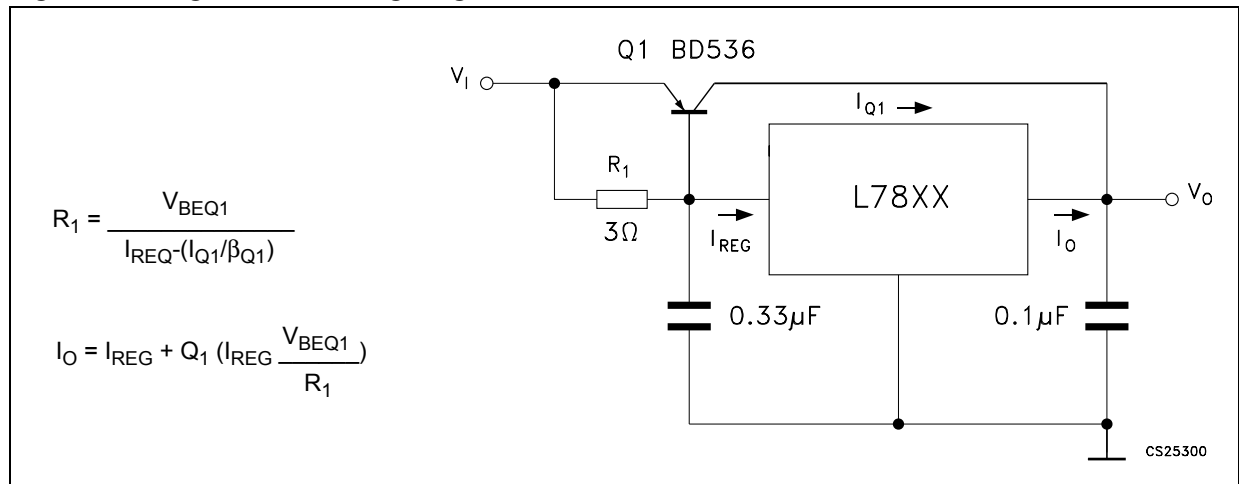 Q1 BD536
V_I
I_Q1
R_1
3Ω
I_REG
L78XX
I_O
V_O
0.33μF
0.1μF
CS25300
R_1 = V_BEQ1 / I_REQ-(I_Q1/β_Q1)
I_O = I_REG + Q_1 (I_REG V_BEQ1 / R_1)